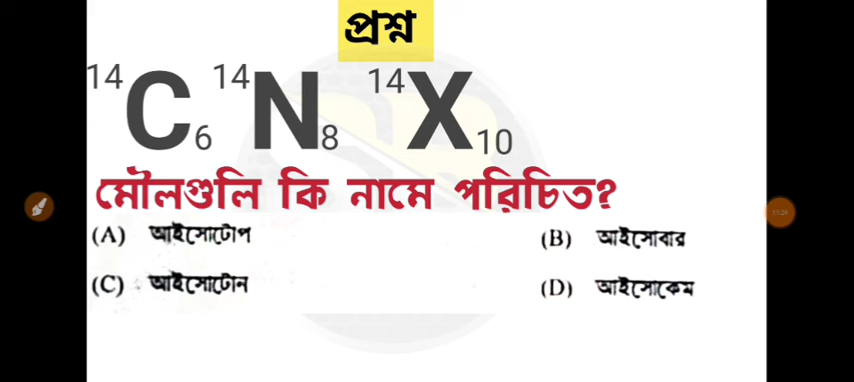 প্রশ্ন
14C6 14N8 14X10
মৌলগুলি কি নামে পরিচিত?
(A) আইসোটোপ (B) আইসোবার
(C) আইসোটোন (D) আইসোকেম